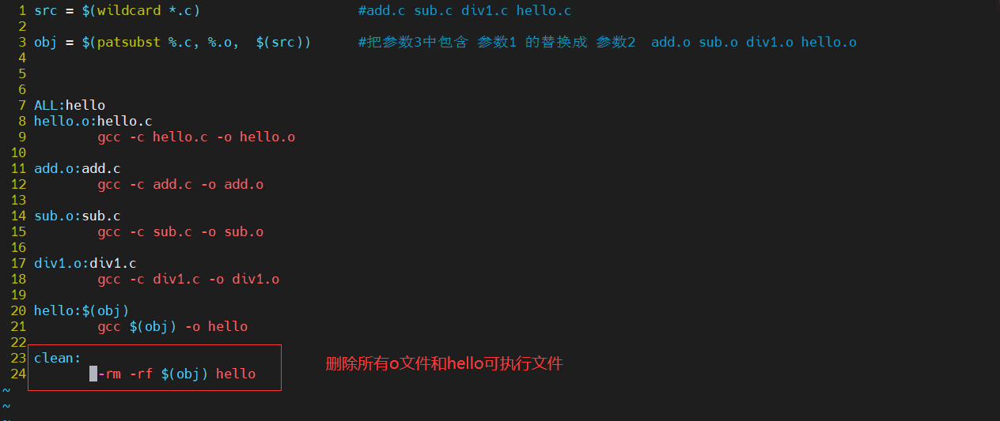 1 src = $(wildcard *.c) #add.c sub.c div1.c hello.c
2
3 obj = $(patsubst %.c, %.o, $(src)) #把参数3中包含 参数1 的替换成 参数2 add.o sub.o div1.o hello.o
4
5
6
7 ALL:hello
8 hello.o:hello.c
9 gcc -c hello.c -o hello.o
10
11 add.o:add.c
12 gcc -c add.c -o add.o
13
14 sub.o:sub.c
15 gcc -c sub.c -o sub.o
16
17 div1.o:div1.c
18 gcc -c div1.c -o div1.o
19
20 hello:$(obj)
21 gcc $(obj) -o hello
22
23 clean:
24 -rm -rf $(obj) hello
删除所有o文件和hello可执行文件
~
~
~